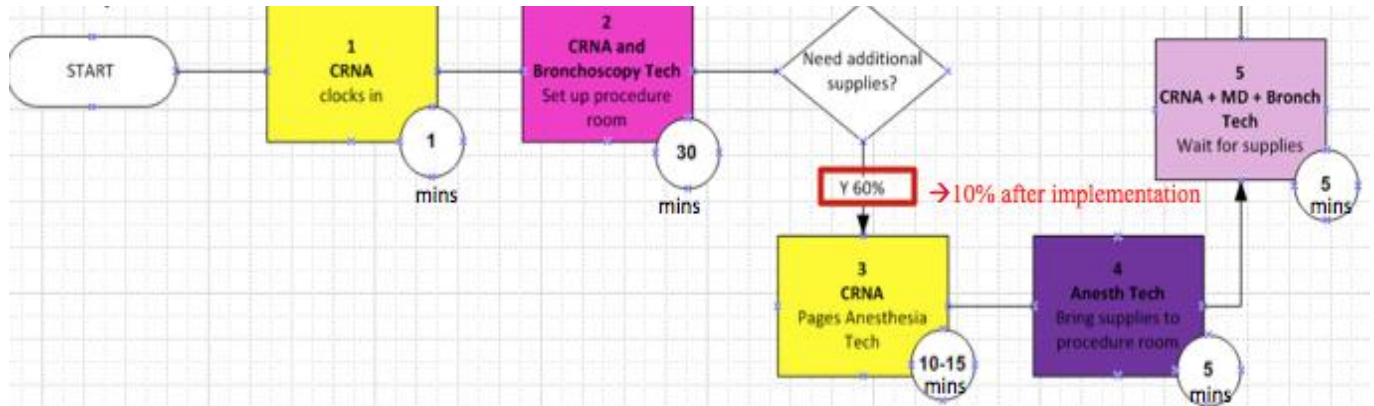 START
1
CRNA
clocks in
1
mins
2
CRNA and
Bronchoscopy Tech
Set up procedure
room
30
mins
Need additional
supplies?
Y 60%
→10% after implementation
3
CRNA
Pages Anesthesia
Tech
10-15
mins
4
Anesth Tech
Bring supplies to
procedure room
5
mins
5
CRNA + MD + Bronch
Tech
Wait for supplies
5
mins